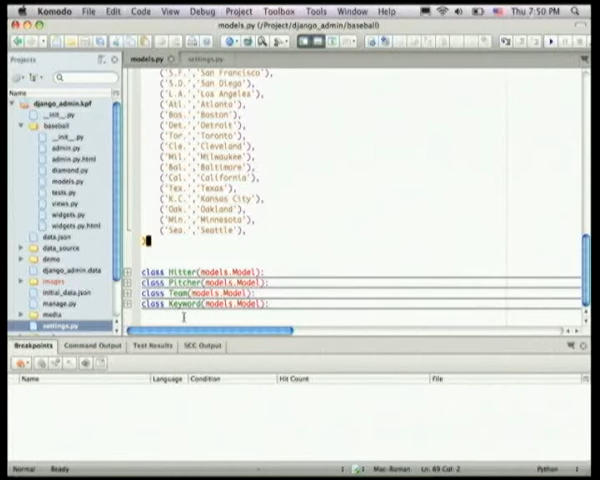 Komodo File Edit Code View Debug Project Toolbox Tools Window Help Thu 7:50 PM
models.py (/Project/django_admin/baseball)
Projects
models.py
settings.py
Name
django_admin.kpf
__init__.py
baseball
__init__.py
admin.py
admin.py.html
diamond.py
models.py
tests.py
views.py
widgets.py
widgets.py.html
data.json
data_source
demo
django_admin.data
images
initial_data.json
manage.py
media
settings.py
('S.F.','San Francisco'),
('S.D.','San Diego'),
('L.A.','Los Angeles'),
('Atl.','Atlanta'),
('Bos.','Boston'),
('Det.','Detroit'),
('Tor.','Toronto'),
('Cle.','Cleveland'),
('Mil.','Milwaukee'),
('Bal.','Baltimore'),
('Cal.','California'),
('Tex.','Texas'),
('K.C.','Kansas City'),
('Oak.','Oakland'),
('Min.','Minnesota'),
('Sea.','Seattle'),
)
class Hitter(models.Model):
class Pitcher(models.Model):
class Team(models.Model):
class Keyword(models.Model):
Breakpoints Command Output Test Results SCC Output
Name Language Condition Hit Count File
Normal Ready Mac-Roman Ln: 69 Col: 2 Python